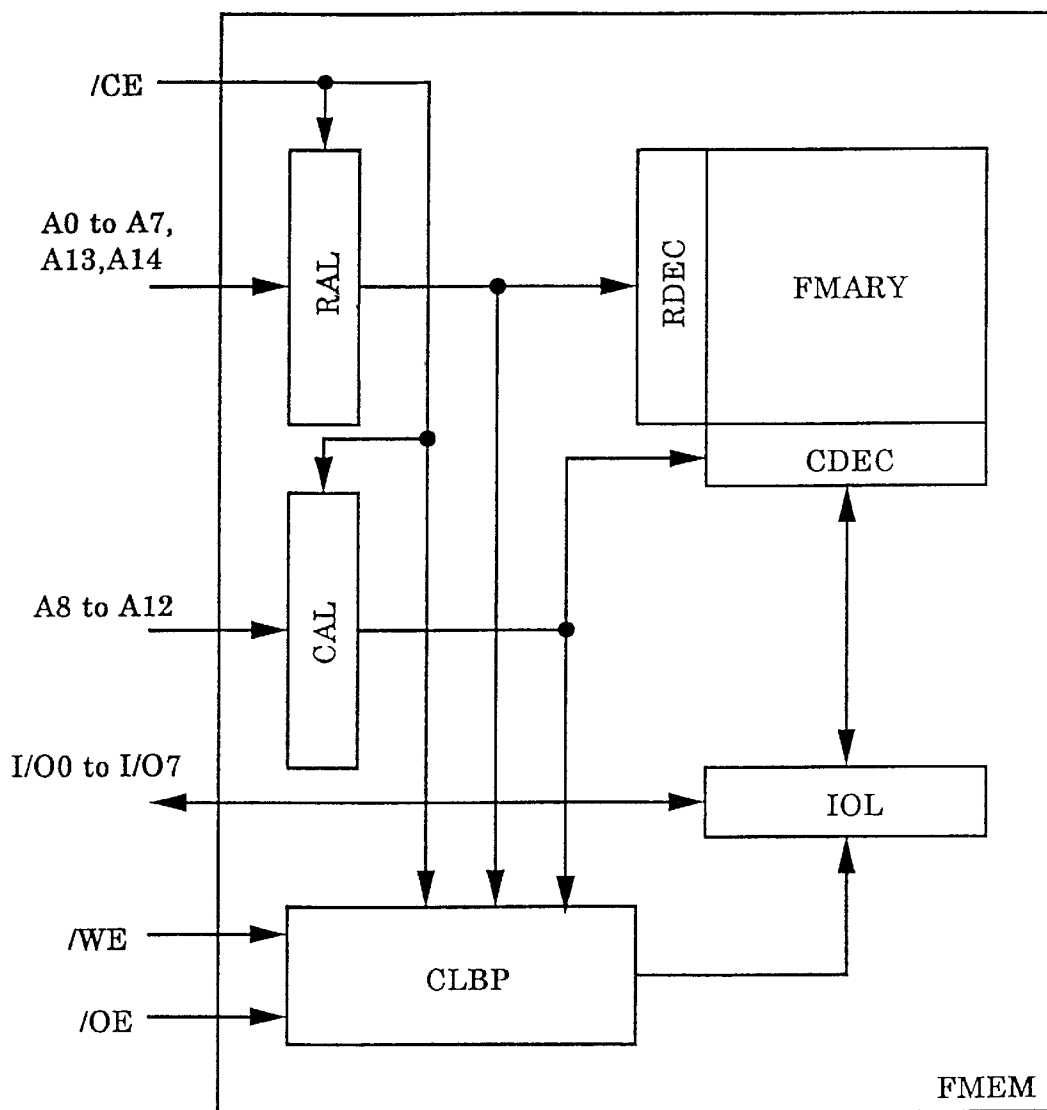 /CE
A0 to A7,
A13,A14
RAL
RDEC
FMARY
CDEC
A8 to A12
CAL
I/O0 to I/O7
IOL
/WE
CLBP
/OE
FMEM